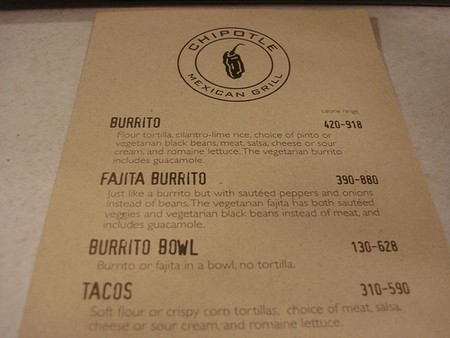 CHIPOTLE
MEXICAN GRILL
calorie range
BURRITO 420-918
Flour tortilla, cilantro-lime rice, choice of pinto or
vegetarian black beans, meat, salsa, cheese or sour
cream, and romaine lettuce. The vegetarian burrito
includes guacamole.
FAJITA BURRITO 390-880
Just like a burrito but with sautéed peppers and onions
instead of beans. The vegetarian fajita has both sautéed
veggies and vegetarian black beans instead of meat, and
includes guacamole.
BURRITO BOWL 130-628
Burrito or fajita in a bowl, no tortilla.
TACOS 310-590
Soft flour or crispy corn tortillas, choice of meat, salsa,
cheese or sour cream, and romaine lettuce.